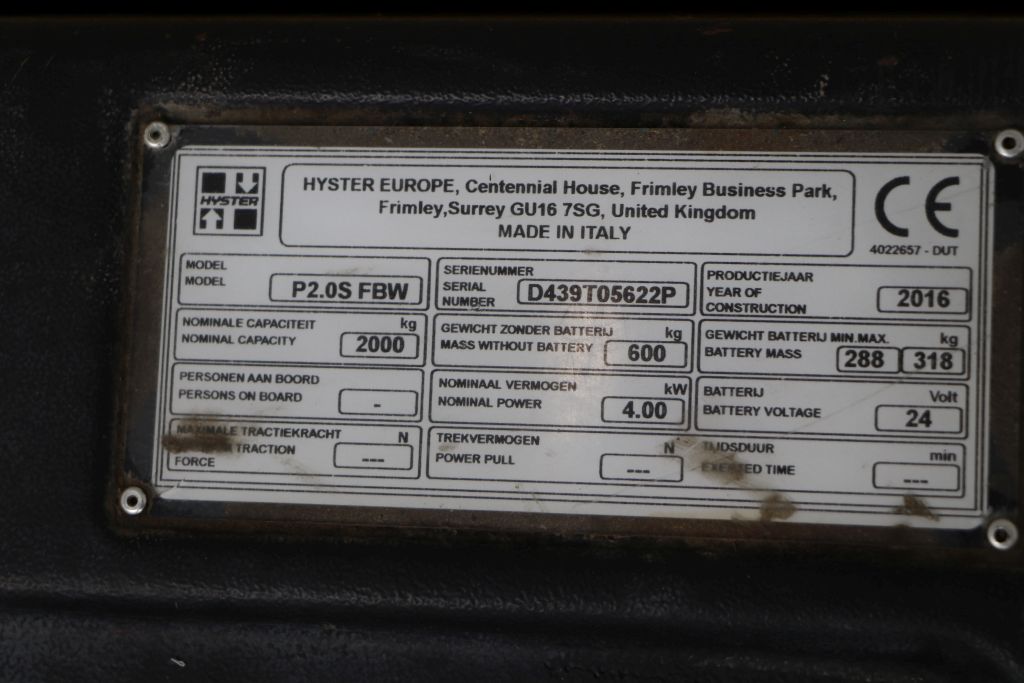 HYSTER
HYSTER EUROPE, Centennial House, Frimley Business Park,
Frimley,Surrey GU16 7SG, United Kingdom
MADE IN ITALY
CE
4022657 - DUT
MODEL
MODEL
P2.0S FBW
SERIENUMMER
SERIAL
NUMBER
D439T05622P
PRODUCTIEJAAR
YEAR OF
CONSTRUCTION
2016
NOMINALE CAPACITEIT kg
NOMINAL CAPACITY 2000
GEWICHT ZONDER BATTERIJ kg
MASS WITHOUT BATTERY 600
GEWICHT BATTERIJ MIN.MAX. kg
BATTERY MASS 288 318
PERSONEN AAN BOORD
PERSONS ON BOARD -
NOMINAAL VERMOGEN kW
NOMINAL POWER 4.00
BATTERIJ Volt
BATTERY VOLTAGE 24
MAXIMALE TRACTIEKRACHT N
TRACTION ---
FORCE
TREKVERMOGEN N
POWER PULL ---
TIJDSDUUR min
EXERTED TIME ---